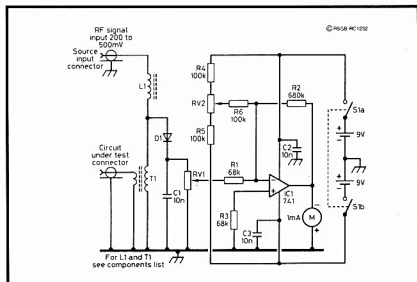 © RSGB RC1232
RF signal
input 200 to
500mV
Source
input
connector
L1
R4
100k
RV2
R5
100k
R6
100k
R2
680k
C2
10n
S1a
9V
9V
S1b
Circuit
under test
connector
D1
T1
C1
10n
RV1
R1
68k
R3
68k
IC1
741
C3
10n
1mA
M
For L1 and T1
see components list